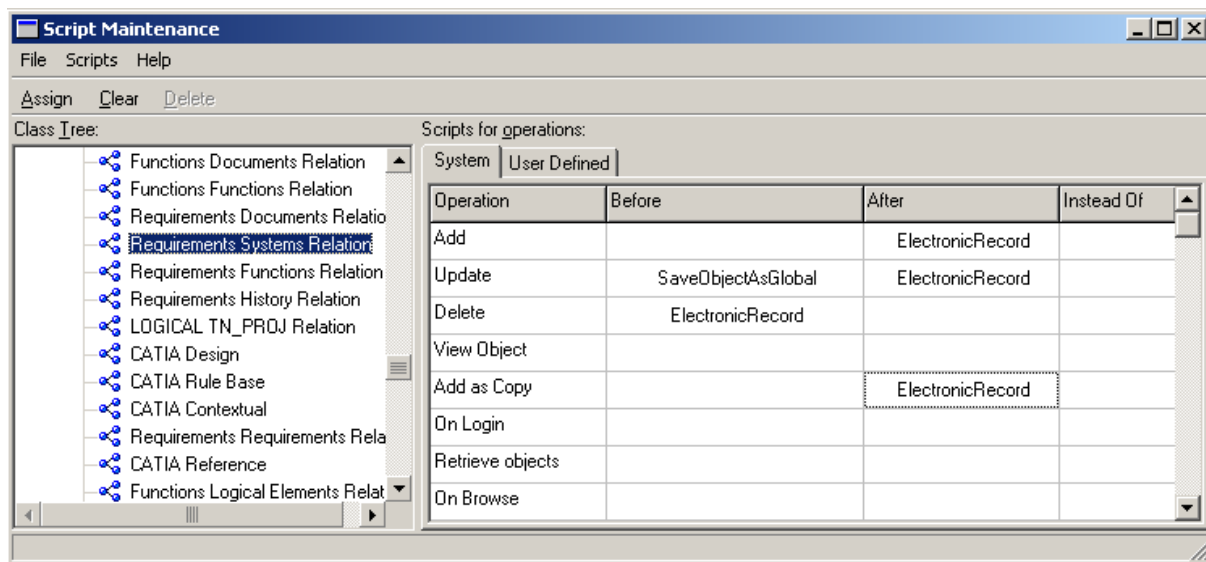 Script Maintenance
File Scripts Help
Assign Clear Delete
Class Tree:
Functions Documents Relation
Functions Functions Relation
Requirements Documents Relatio
Requirements Systems Relation
Requirements Functions Relation
Requirements History Relation
LOGICAL TN_PROJ Relation
CATIA Design
CATIA Rule Base
CATIA Contextual
Requirements Requirements Rela
CATIA Reference
Functions Logical Elements Relat
Scripts for operations:
System User Defined
Operation Before After Instead Of
Add ElectronicRecord
Update SaveObjectAsGlobal ElectronicRecord
Delete ElectronicRecord
View Object
Add as Copy ElectronicRecord
On Login
Retrieve objects
On Browse